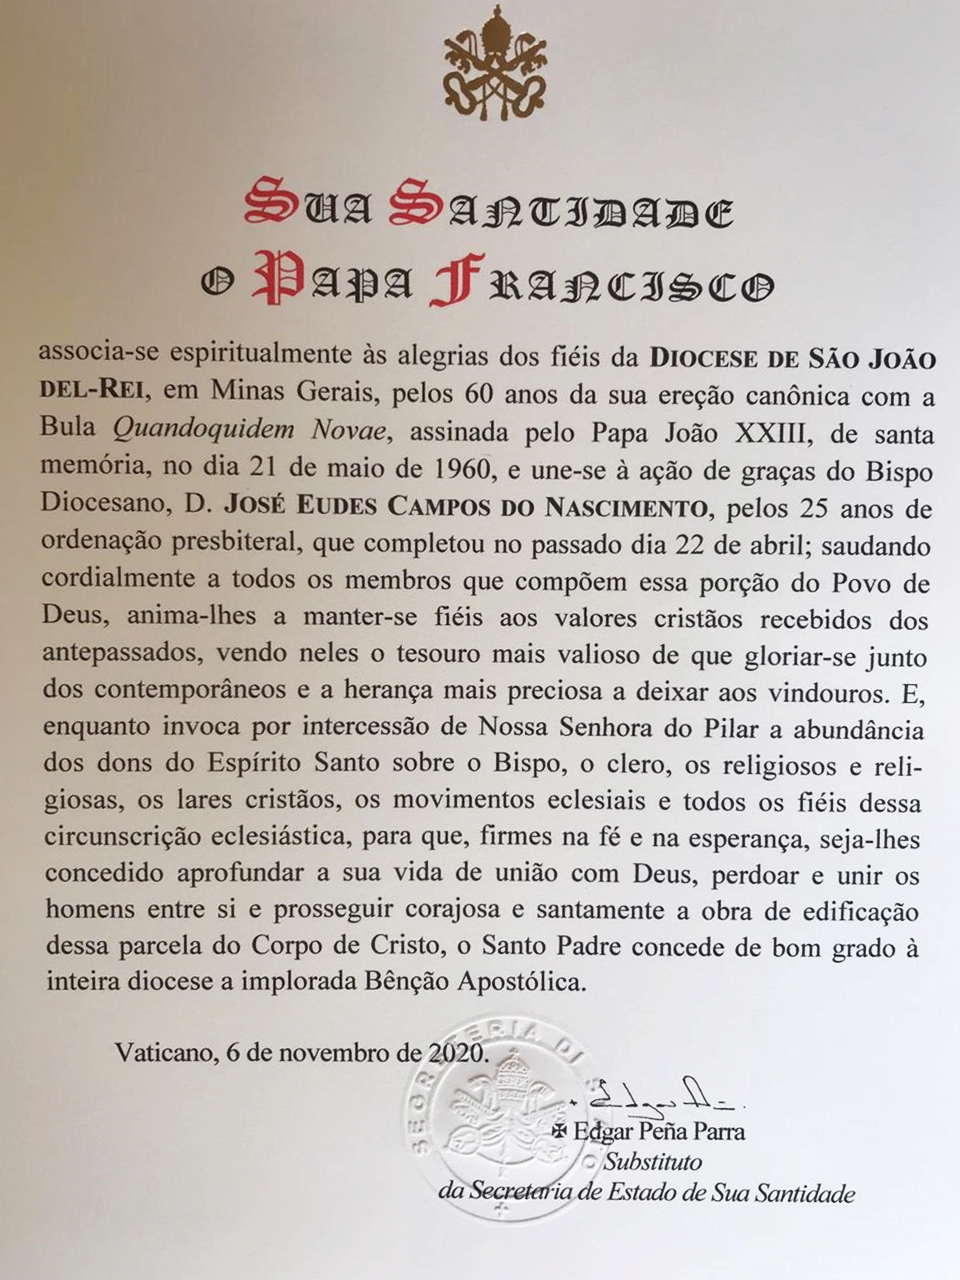 SUA SANTIDADE
O PAPA FRANCISCO
associa-se espiritualmente às alegrias dos fiéis da DIOCESE DE SÃO JOÃO
DEL-REI, em Minas Gerais, pelos 60 anos da sua ereção canônica com a
Bula Quandoquidem Novae, assinada pelo Papa João XXIII, de santa
memória, no dia 21 de maio de 1960, e une-se à ação de graças do Bispo
Diocesano, D. JOSÉ EUDES CAMPOS DO NASCIMENTO, pelos 25 anos de
ordenação presbiteral, que completou no passado dia 22 de abril; saudando
cordialmente a todos os membros que compõem essa porção do Povo de
Deus, anima-lhes a manter-se fiéis aos valores cristãos recebidos dos
antepassados, vendo neles o tesouro mais valioso de que gloriar-se junto
dos contemporâneos e a herança mais preciosa a deixar aos vindouros. E,
enquanto invoca por intercessão de Nossa Senhora do Pilar a abundância
dos dons do Espírito Santo sobre o Bispo, o clero, os religiosos e reli-
giosas, os lares cristãos, os movimentos eclesiais e todos os fiéis dessa
circunscrição eclesiástica, para que, firmes na fé e na esperança, seja-lhes
concedido aprofundar a sua vida de união com Deus, perdoar e unir os
homens entre si e prosseguir corajosa e santamente a obra de edificação
dessa parcela do Corpo de Cristo, o Santo Padre concede de bom grado à
inteira diocese a implorada Bênção Apostólica.
Vaticano, 6 de novembro de 2020.
SEGRETERIA DI STATO
✠ Edgar Peña Parra
Substituto
da Secretaria de Estado de Sua Santidade